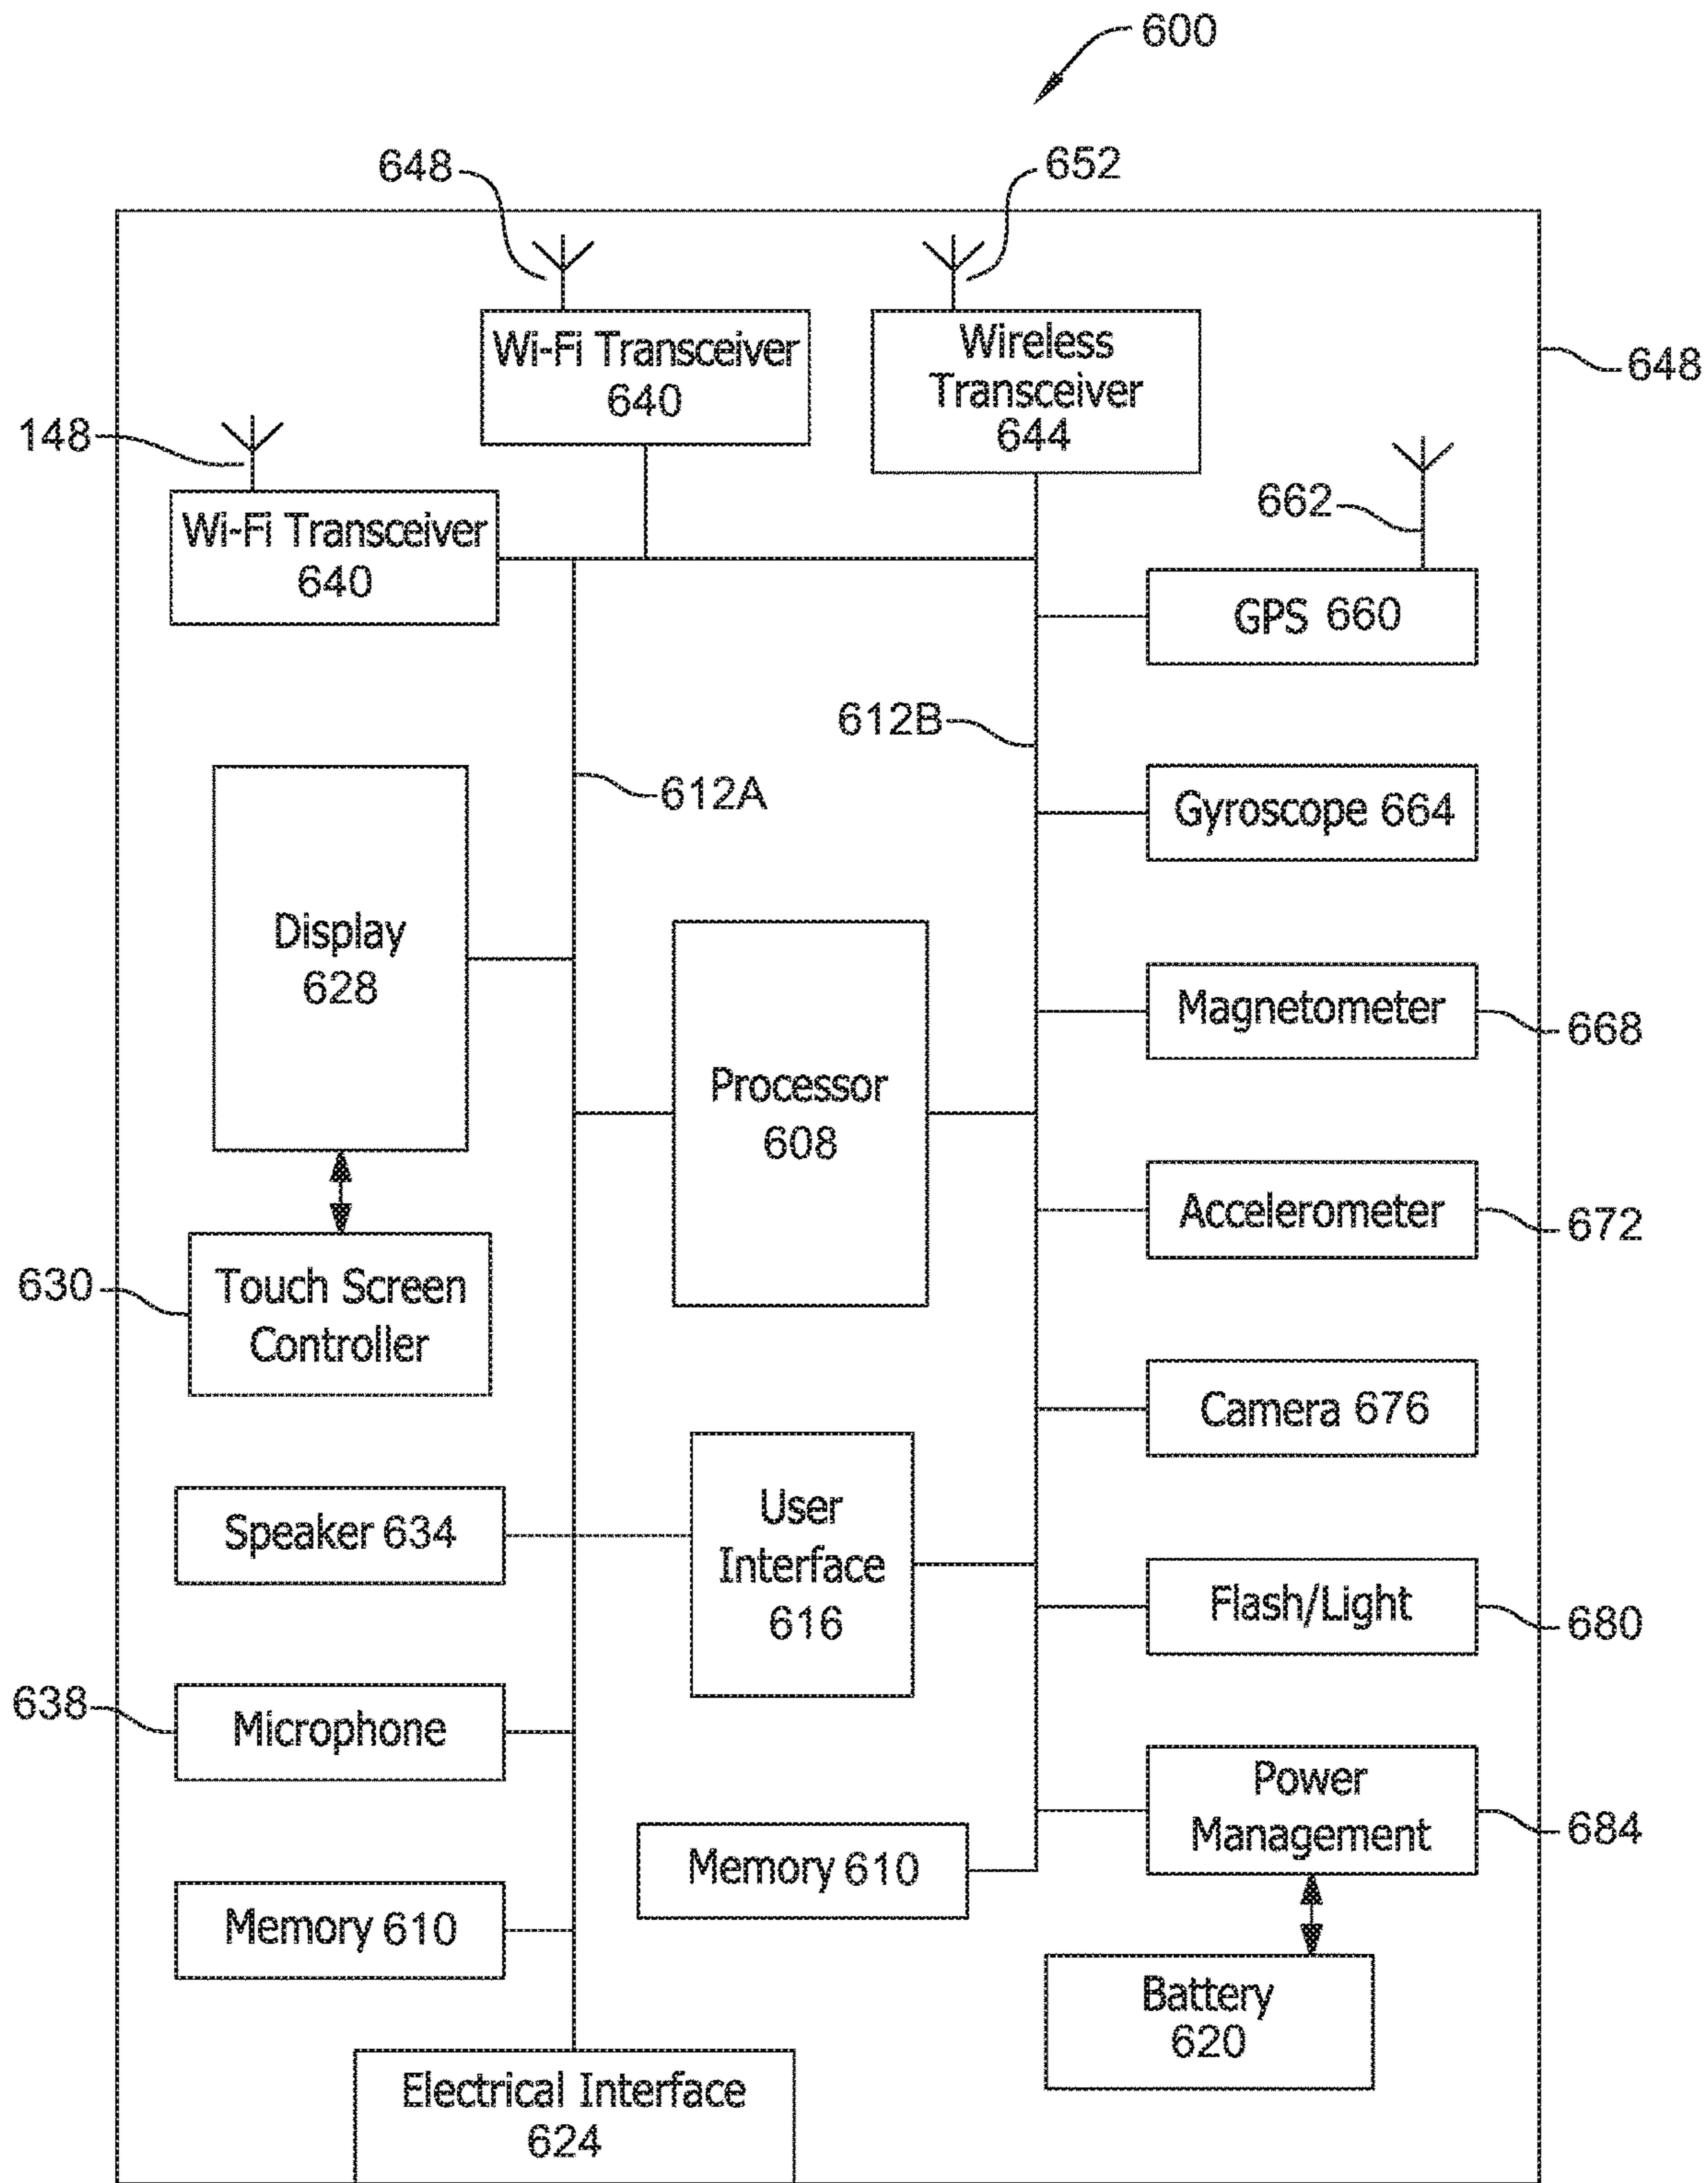 600
648
652
Wi-Fi Transceiver
640
Wireless
Transceiver
644
648
148
Wi-Fi Transceiver
640
662
GPS 660
612B
612A
Gyroscope 664
Display
628
Processor
608
Magnetometer
668
Accelerometer
672
630
Touch Screen
Controller
Camera 676
Speaker 634
User
Interface
616
Flash/Light
680
638
Microphone
Power
Management
684
Memory 610
Memory 610
Battery
620
Electrical Interface
624